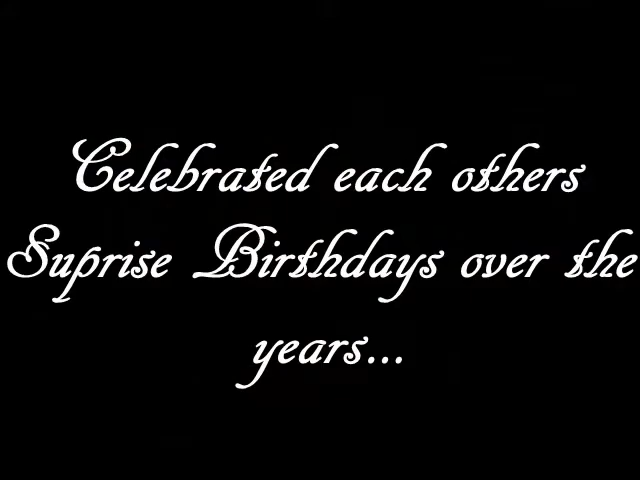 Celebrated each others
Suprise Birthdays over the
years...